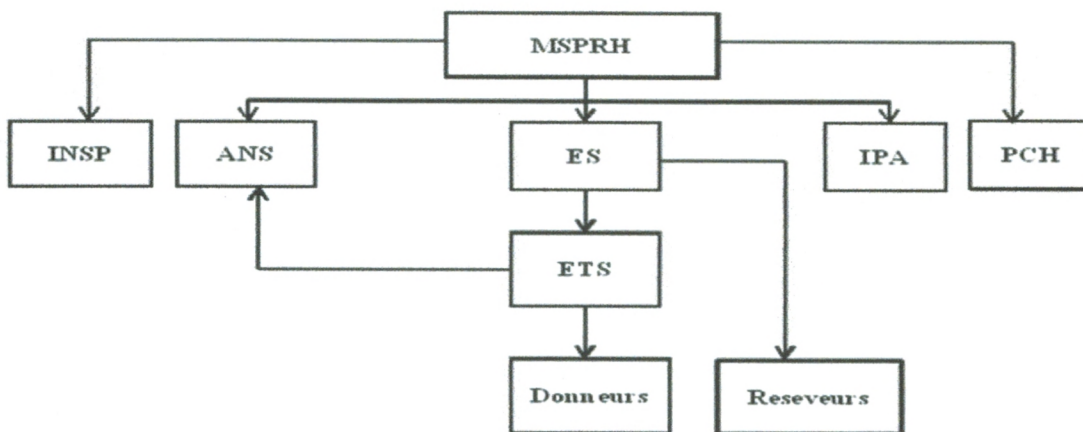 MSPRH
INSP
ANS
ES
IPA
PCH
ETS
Donneurs
Reseveurs